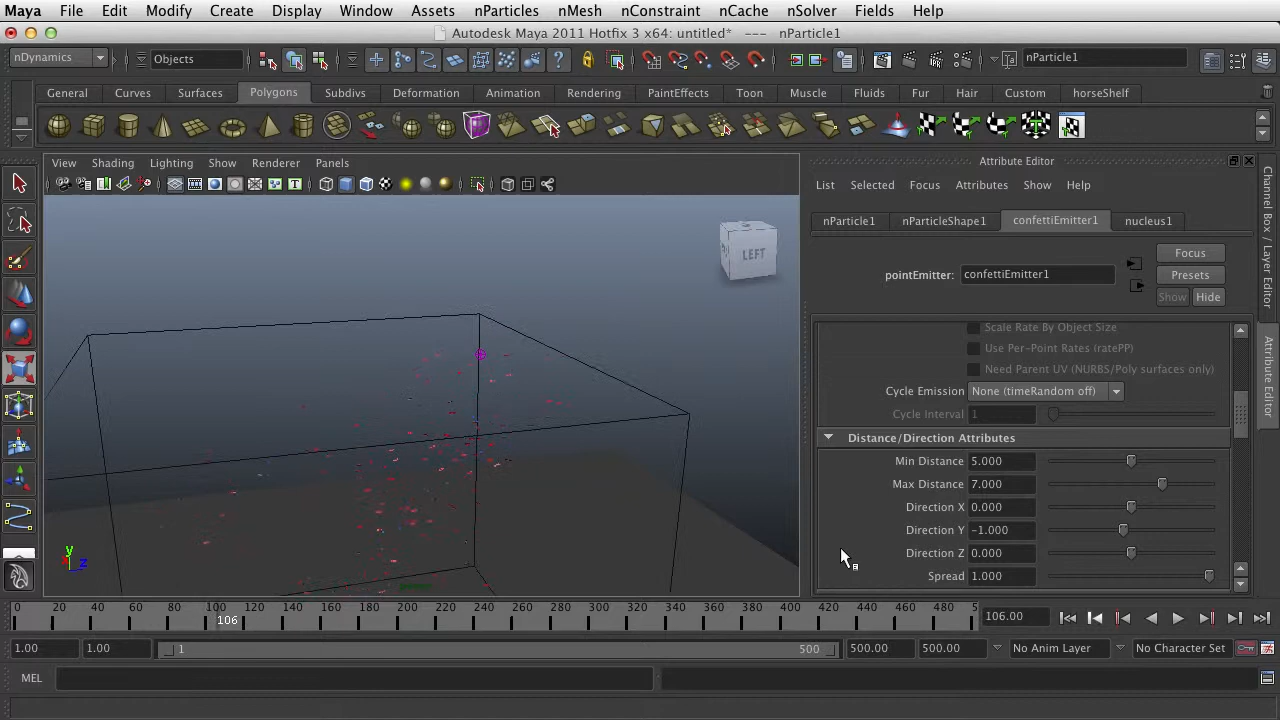 Maya File Edit Modify Create Display Window Assets nParticles nMesh nConstraint nCache nSolver Fields Help
Autodesk Maya 2011 Hotfix 3 x64: untitled* --- nParticle1
nDynamics Objects nParticle1
General Curves Surfaces Polygons Subdivs Deformation Animation Rendering PaintEffects Toon Muscle Fluids Fur Hair Custom horseShelf
View Shading Lighting Show Renderer Panels
Attribute Editor
List Selected Focus Attributes Show Help
nParticle1 nParticleShape1 confettiEmitter1 nucleus1
Focus
pointEmitter: confettiEmitter1 Presets
Show Hide
LEFT
Scale Rate By Object Size
Use Per-Point Rates (ratePP)
Need Parent UV (NURBS/Poly surfaces only)
Cycle Emission None (timeRandom off)
Cycle Interval 1
Distance/Direction Attributes
Min Distance 5.000
Max Distance 7.000
Direction X 0.000
Direction Y -1.000
Direction Z 0.000
Spread 1.000
Channel Box / Layer Editor
Attribute Editor
y
x z
0 20 40 60 80 100 120 140 160 180 200 220 240 260 280 300 320 340 360 380 400 420 440 460 480 5
106
106.00
1.00 1.00 1 500 500.00 500.00 No Anim Layer No Character Set
MEL